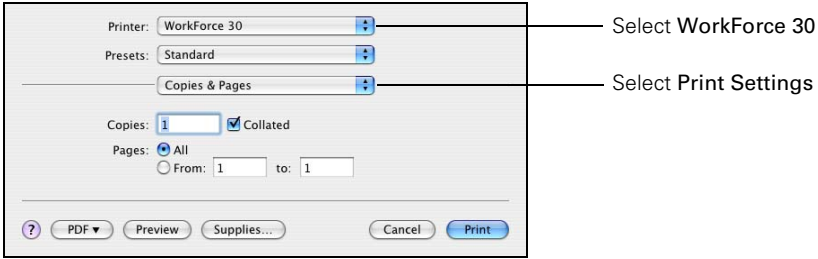 Printer: WorkForce 30
Select WorkForce 30
Presets: Standard
Copies & Pages
Select Print Settings
Copies: 1 Collated
Pages: All
From: 1 to: 1
? PDF ▼ Preview Supplies... Cancel Print